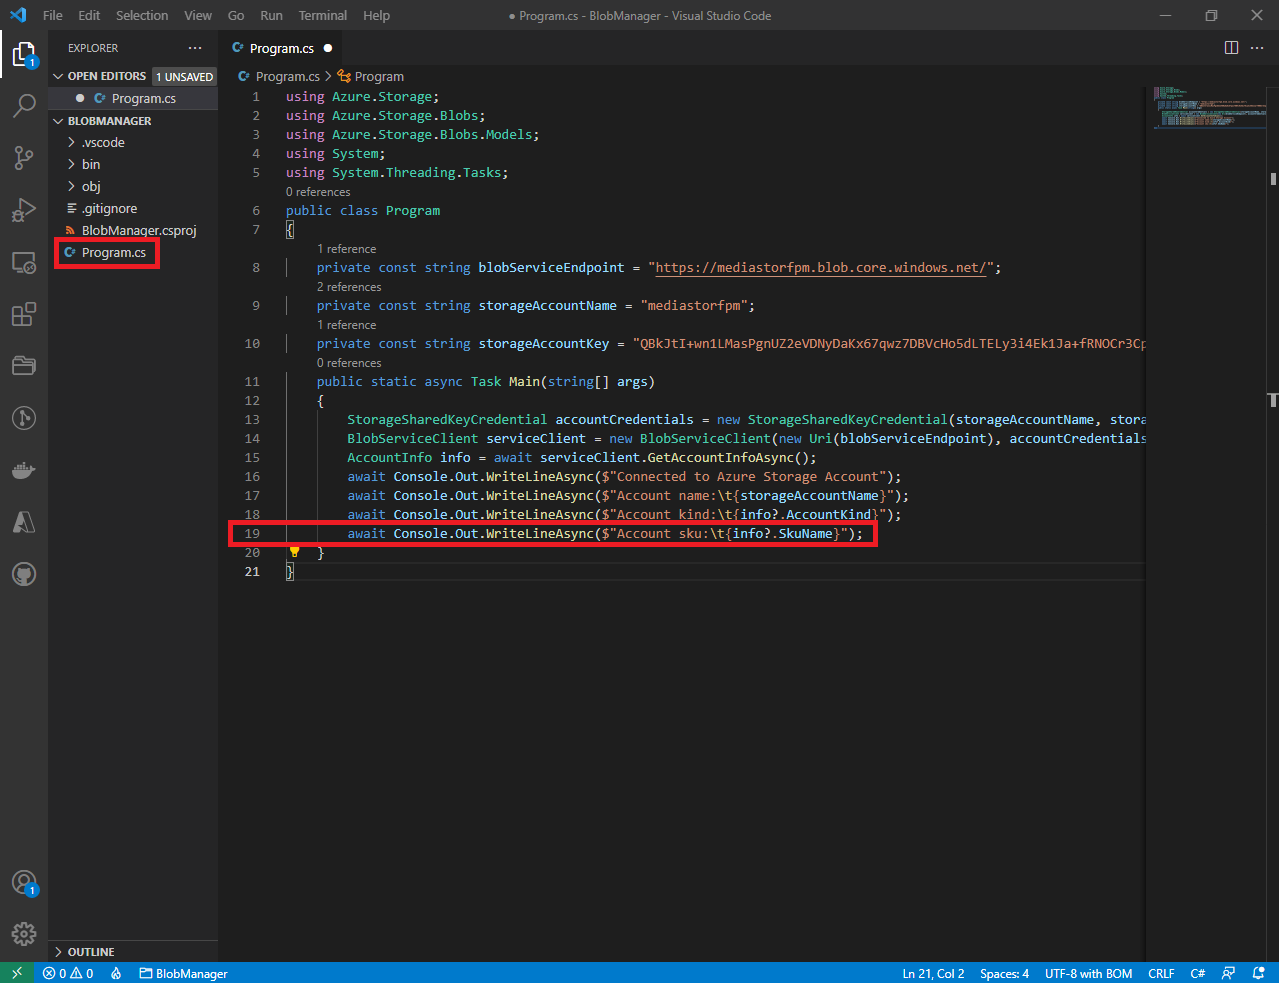 File Edit Selection View Go Run Terminal Help
● Program.cs - BlobManager - Visual Studio Code
EXPLORER
OPEN EDITORS 1 UNSAVED
Program.cs
BLOBMANAGER
.vscode
bin
obj
.gitignore
BlobManager.csproj
Program.cs
OUTLINE
1
1
Program.cs
Program.cs > Program
1 using Azure.Storage;
2 using Azure.Storage.Blobs;
3 using Azure.Storage.Blobs.Models;
4 using System;
5 using System.Threading.Tasks;
0 references
6 public class Program
7 {
1 reference
8 private const string blobServiceEndpoint = "https://mediastorfpm.blob.core.windows.net/";
2 references
9 private const string storageAccountName = "mediastorfpm";
1 reference
10 private const string storageAccountKey = "QBkJtI+wn1LMasPgnUZ2eVDNyDaKx67qwz7DBVcHo5dLTELy3i4Ek1Ja+fRNOCr3Cp
0 references
11 public static async Task Main(string[] args)
12 {
13 StorageSharedKeyCredential accountCredentials = new StorageSharedKeyCredential(storageAccountName, stora
14 BlobServiceClient serviceClient = new BlobServiceClient(new Uri(blobServiceEndpoint), accountCredentials
15 AccountInfo info = await serviceClient.GetAccountInfoAsync();
16 await Console.Out.WriteLineAsync($"Connected to Azure Storage Account");
17 await Console.Out.WriteLineAsync($"Account name:\t{storageAccountName}");
18 await Console.Out.WriteLineAsync($"Account kind:\t{info?.AccountKind}");
19 await Console.Out.WriteLineAsync($"Account sku:\t{info?.SkuName}");
20 }
21 }
0 0 BlobManager Ln 21, Col 2 Spaces: 4 UTF-8 with BOM CRLF C#